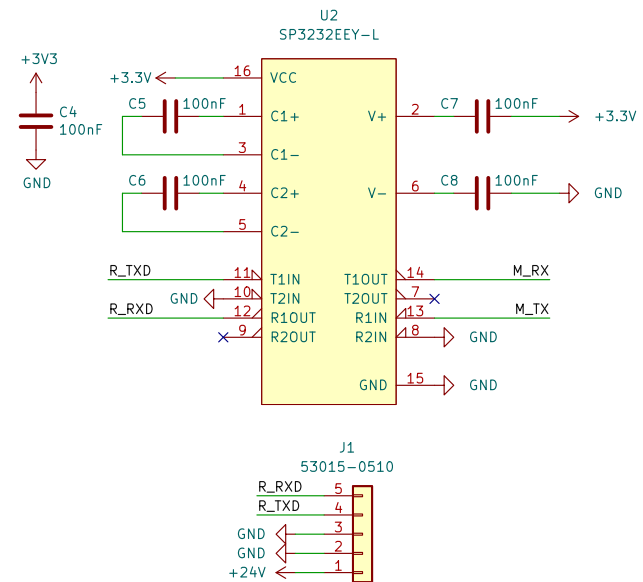 U2
SP3232EEY-L
+3V3
C4
100nF
GND
+3.3V
16
VCC
C5
100nF
1
C1+
V+
2
C7
100nF
+3.3V
3
C1-
C6
100nF
4
C2+
V-
6
C8
100nF
GND
5
C2-
R_TXD
11
T1IN
T1OUT
14
M_RX
GND
10
T2IN
T2OUT
7
R_RXD
12
R1OUT
R1IN
13
M_TX
9
R2OUT
R2IN
8
GND
GND
15
GND
J1
53015-0510
R_RXD
5
R_TXD
4
GND
3
GND
2
+24V
1